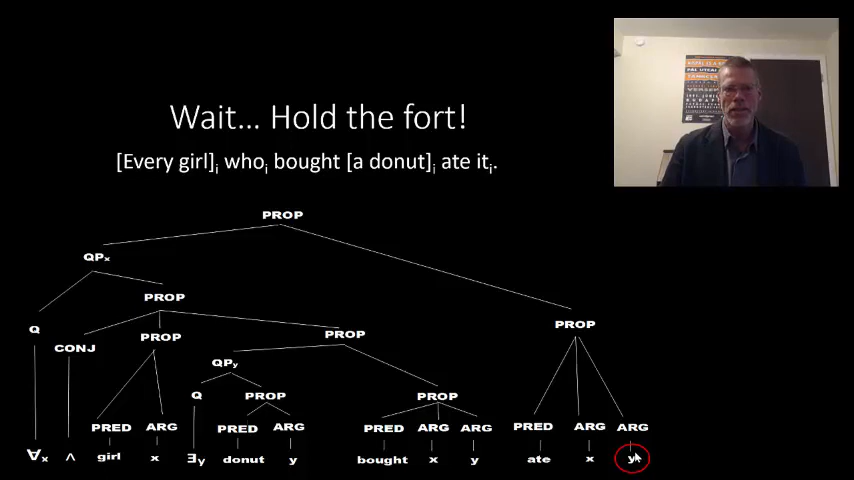 Wait... Hold the fort!
[Every girl]i whoi bought [a donut]i ate iti.
PROP
QPx
PROP
Q CONJ PROP PROP PROP
QPy
Q PROP PROP
PRED ARG PRED ARG PRED ARG ARG PRED ARG ARG
∀x ∧ girl x ∃y donut y bought x y ate x y